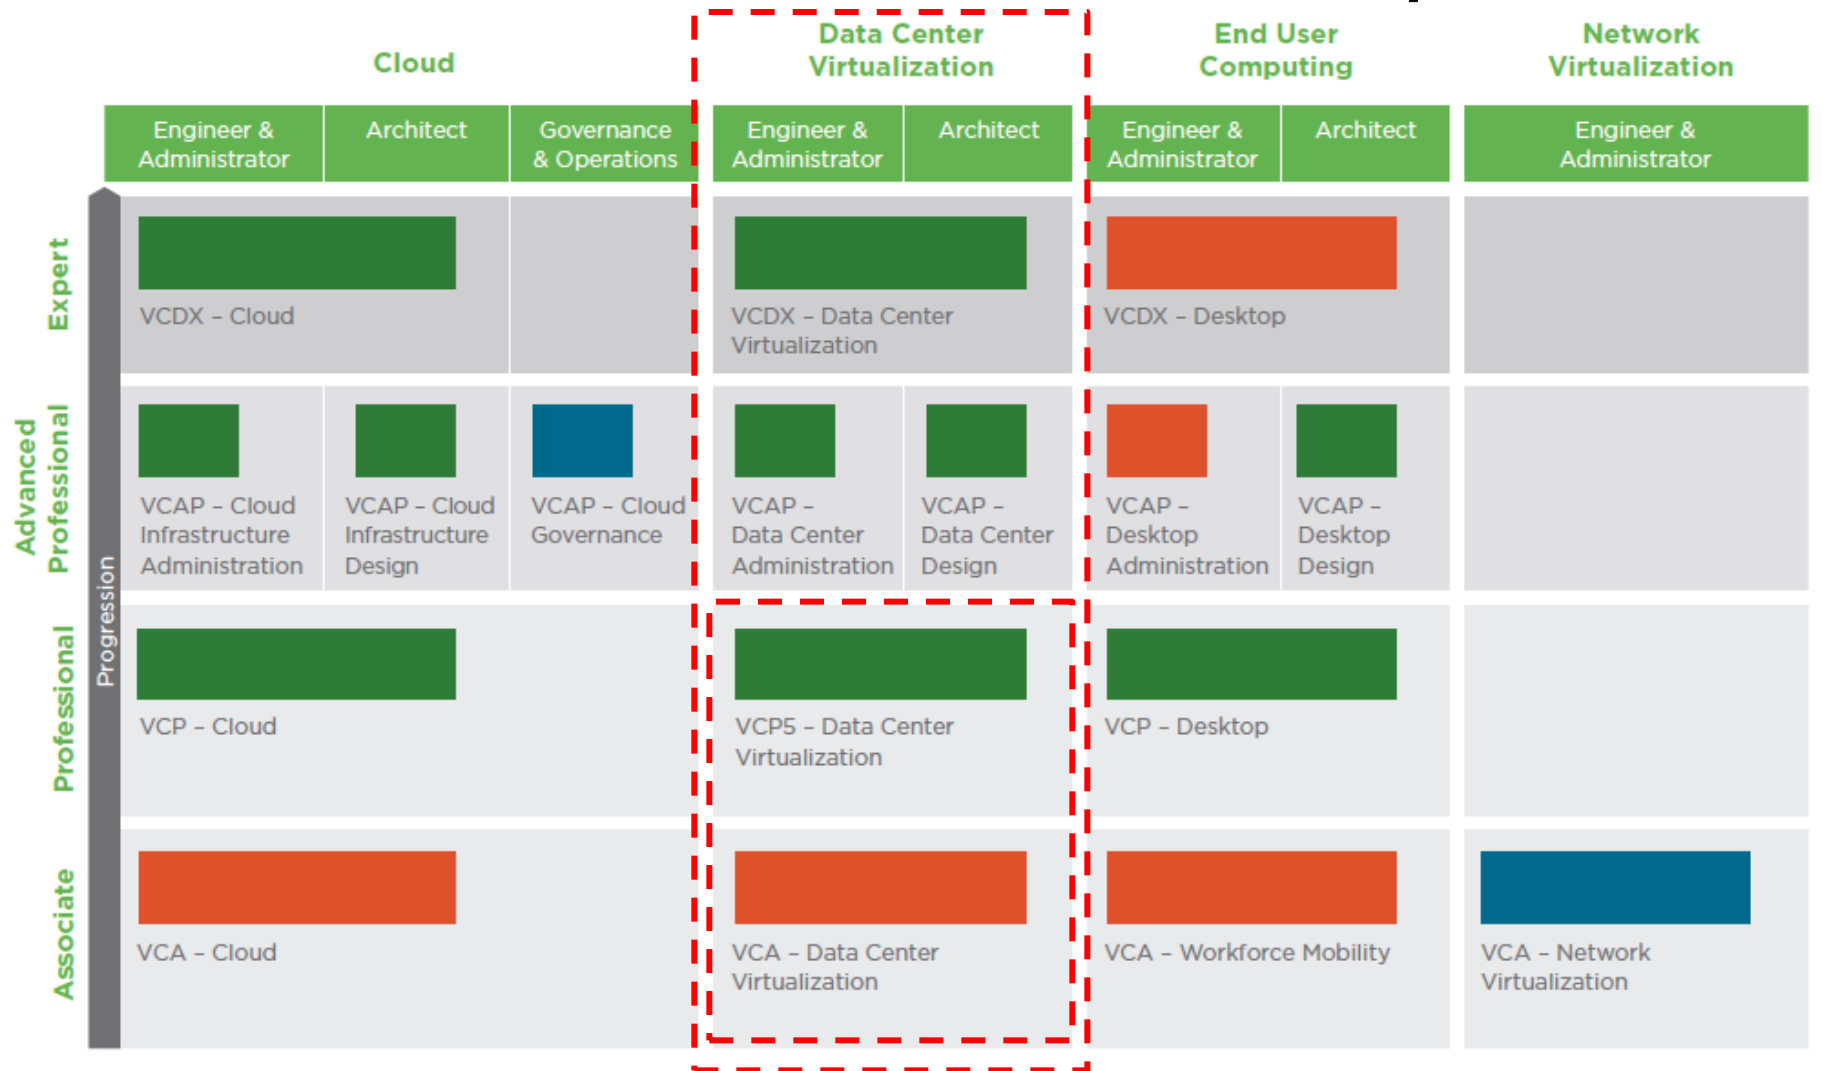 Cloud
Data Center
Virtualization
End User
Computing
Network
Virtualization
Engineer &
Administrator
Architect
Governance
& Operations
Engineer &
Administrator
Architect
Engineer &
Administrator
Architect
Engineer &
Administrator
Progression
Expert
VCDX – Cloud
VCDX – Data Center
Virtualization
VCDX – Desktop
Advanced
Professional
VCAP – Cloud
Infrastructure
Administration
VCAP – Cloud
Infrastructure
Design
VCAP – Cloud
Governance
VCAP –
Data Center
Administration
VCAP –
Data Center
Design
VCAP –
Desktop
Administration
VCAP –
Desktop
Design
Professional
VCP – Cloud
VCP5 – Data Center
Virtualization
VCP – Desktop
Associate
VCA – Cloud
VCA – Data Center
Virtualization
VCA – Workforce Mobility
VCA – Network
Virtualization